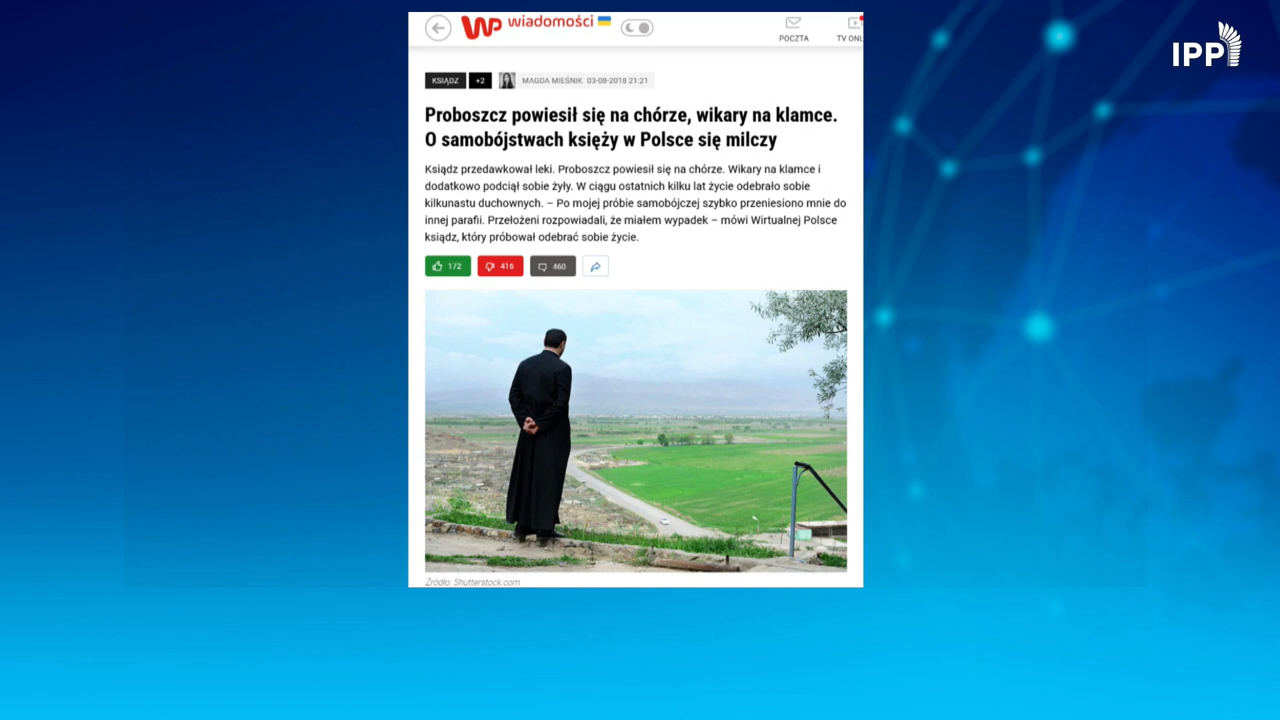 wiadomości
POCZTA
TV ONL
IPP
KSIĄDZ +2 MAGDA MIEŚNIK 03-08-2018 21:21
Proboszcz powiesił się na chórze, wikary na klamce.
O samobójstwach księży w Polsce się milczy
Ksiądz przedawkował leki. Proboszcz powiesił się na chórze. Wikary na klamce i
dodatkowo podciął sobie żyły. W ciągu ostatnich kilku lat życie odebrało sobie
kilkunastu duchownych. – Po mojej próbie samobójczej szybko przeniesiono mnie do
innej parafii. Przełożeni rozpowiadali, że miałem wypadek – mówi Wirtualnej Polsce
ksiądz, który próbował odebrać sobie życie.
172 416 460
Źródło: Shutterstock.com